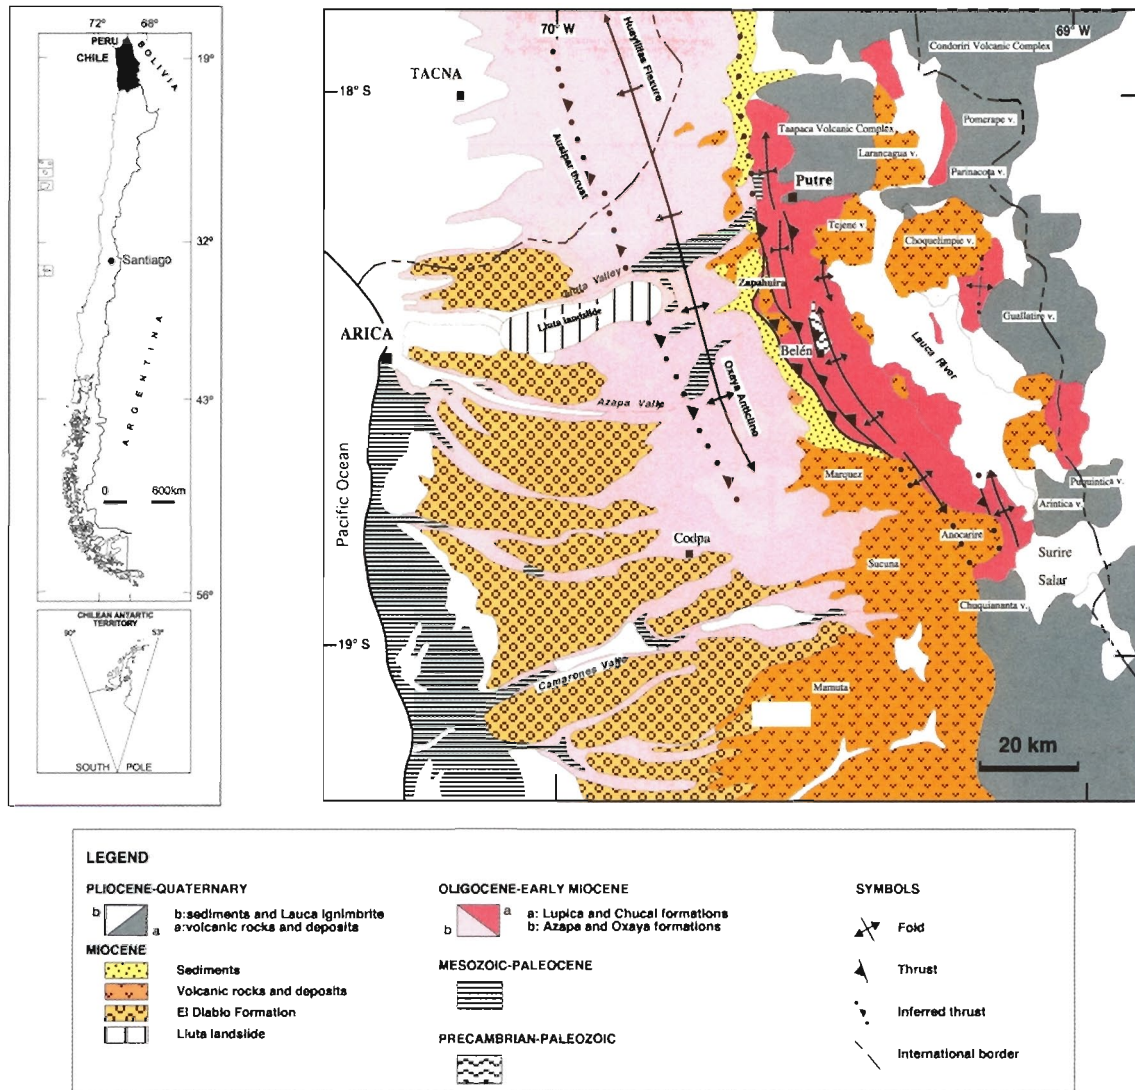 72° 68°
PERU
CHILE
BOLIVIA
19°
32°
Santiago
ARGENTINA
43°
0 600km
56°
CHILEAN ANTARTIC
TERRITORY
90° 53°
SOUTH POLE
70° W
69° W
18° S
19° S
TACNA
Huaylillas Flexure
Ausipar thrust
Condoriri Volcanic Complex
Taapaca Volcanic Complex
Pomerape v.
Larancagua v.
Parinacota v.
Putre
Tejene v.
Choquelimpie v.
Lluta Valley
Zapahuira
Guallatire v.
Lluta landslide
ARICA
Lauca River
Belén
Oxaya Anticline
Azapa Valley
Pacific Ocean
Marquez
Puquintica v.
Arintica v.
Anocarire
Codpa
Sucuna
Surire
Salar
Chuquiananta v.
Camarones Valle
Mamuta
20 km
LEGEND
PLIOCENE-QUATERNARY
b
a
b:sediments and Lauca Ignimbrite
a:volcanic rocks and deposits
MIOCENE
Sediments
Volcanic rocks and deposits
El Diablo Formation
Lluta landslide
OLIGOCENE-EARLY MIOCENE
a
b
a: Lupica and Chucal formations
b: Azapa and Oxaya formations
MESOZOIC-PALEOCENE
PRECAMBRIAN-PALEOZOIC
SYMBOLS
Fold
Thrust
Inferred thrust
International border